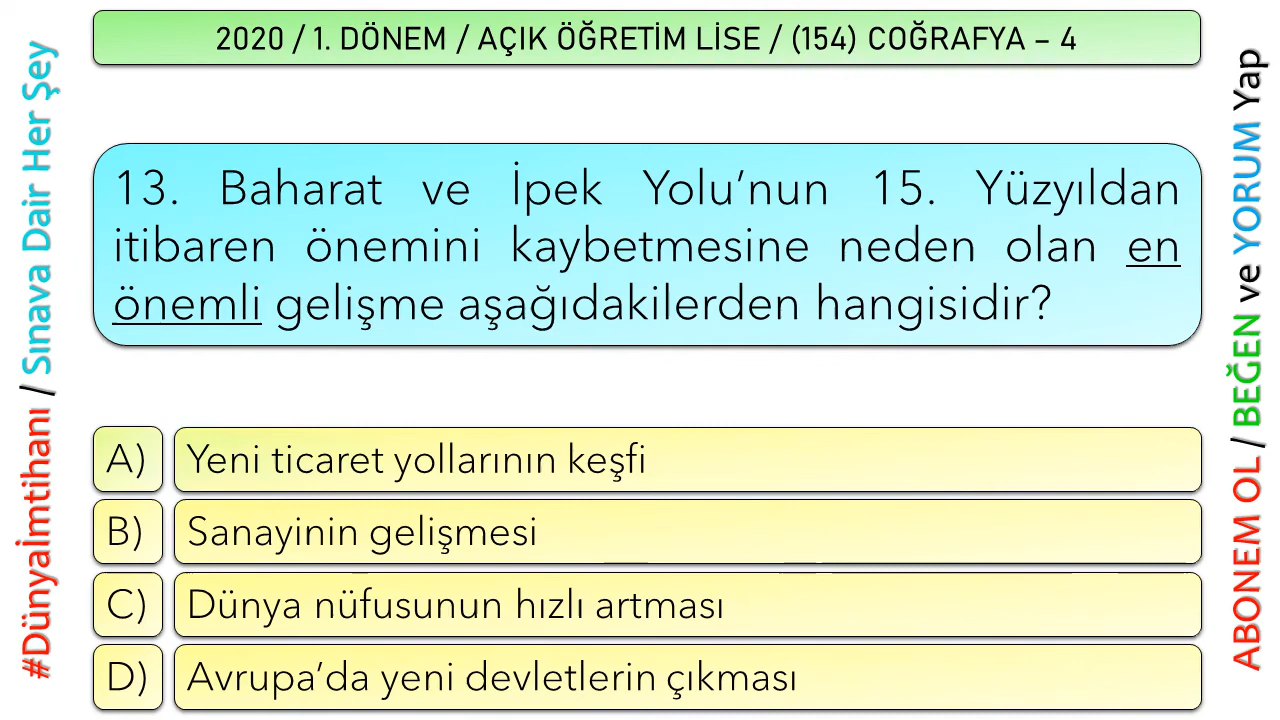 2020 / 1. DÖNEM / AÇIK ÖĞRETİM LİSE / (154) COĞRAFYA – 4
#Dünyaİmtihanı / Sınava Dair Her Şey
13. Baharat ve İpek Yolu’nun 15. Yüzyıldan
itibaren önemini kaybetmesine neden olan en
önemli gelişme aşağıdakilerden hangisidir?
A) Yeni ticaret yollarının keşfi
B) Sanayinin gelişmesi
C) Dünya nüfusunun hızlı artması
D) Avrupa’da yeni devletlerin çıkması
ABONEM OL / BEĞEN ve YORUM Yap